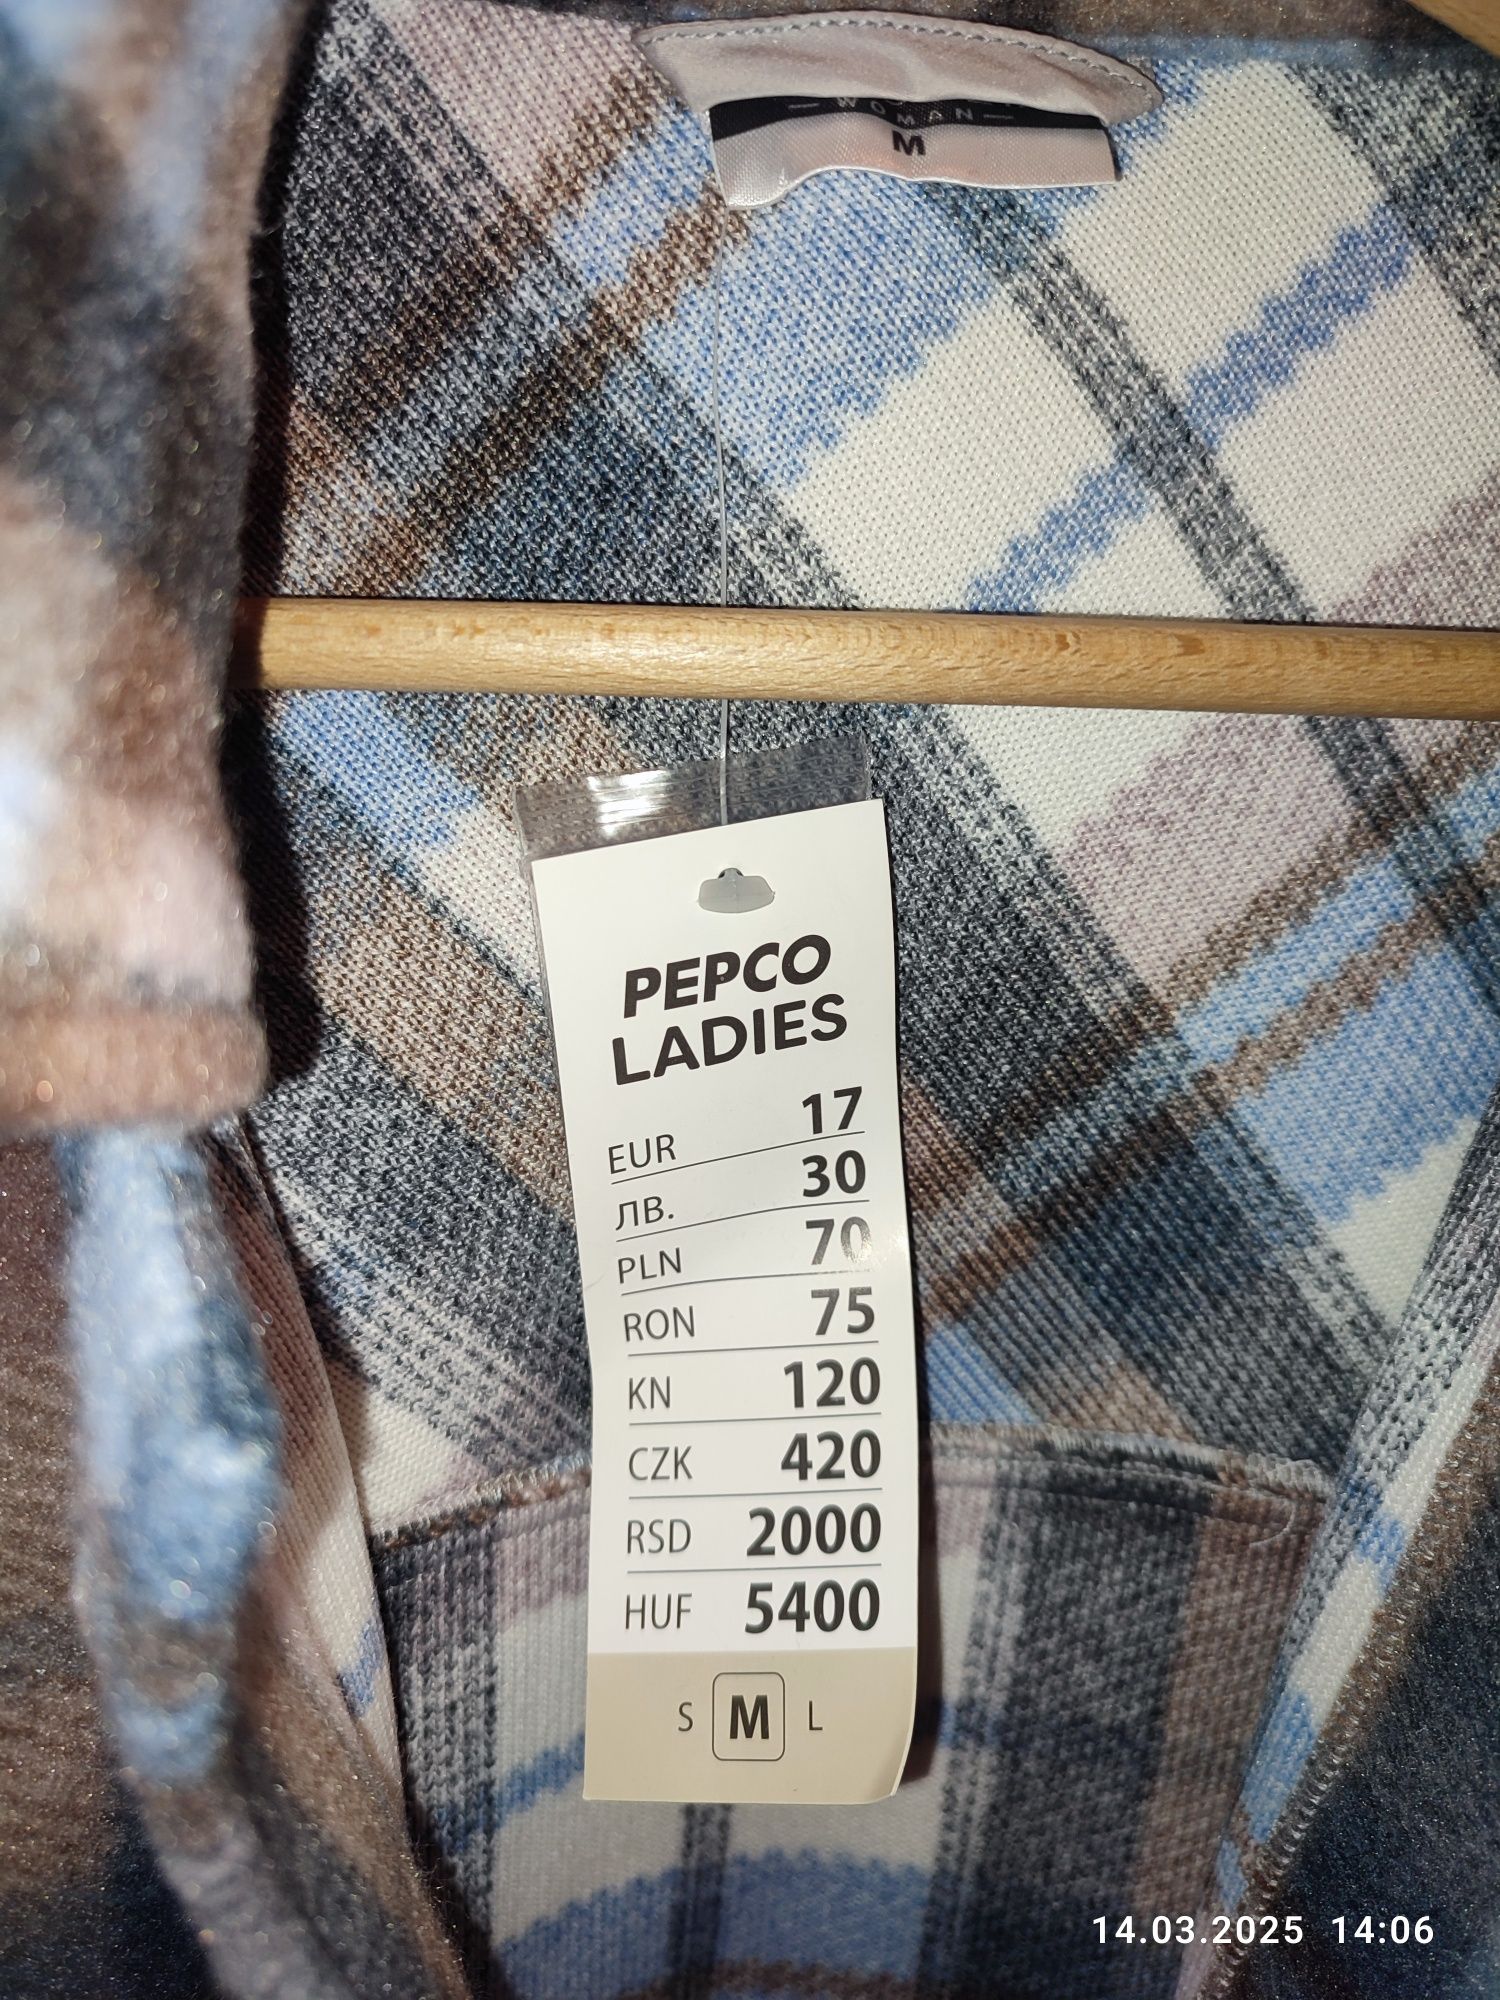 — WOMAN —
M
PEPCO
LADIES
EUR 17
ЛВ. 30
PLN 70
RON 75
KN 120
CZK 420
RSD 2000
HUF 5400
S M L
14.03.2025 14:06